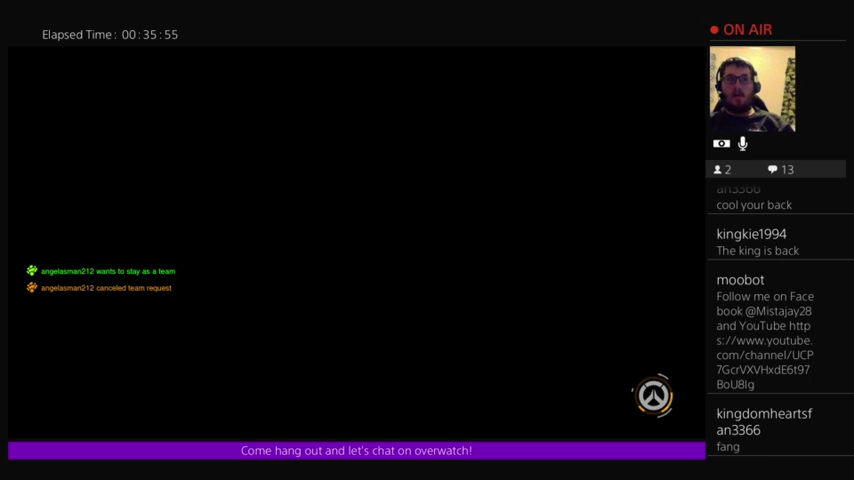 Elapsed Time: 00:35:55
ON AIR
2
13
an3366
cool your back
kingkie1994
The king is back
moobot
Follow me on Face
book @Mistajay28
and YouTube http
s://www.youtube.
com/channel/UCP
7GcrVXVHxdE6t97
BoU8Ig
kingdomheartsf
an3366
fang
angelasman212 wants to stay as a team
angelasman212 canceled team request
Come hang out and let's chat on overwatch!